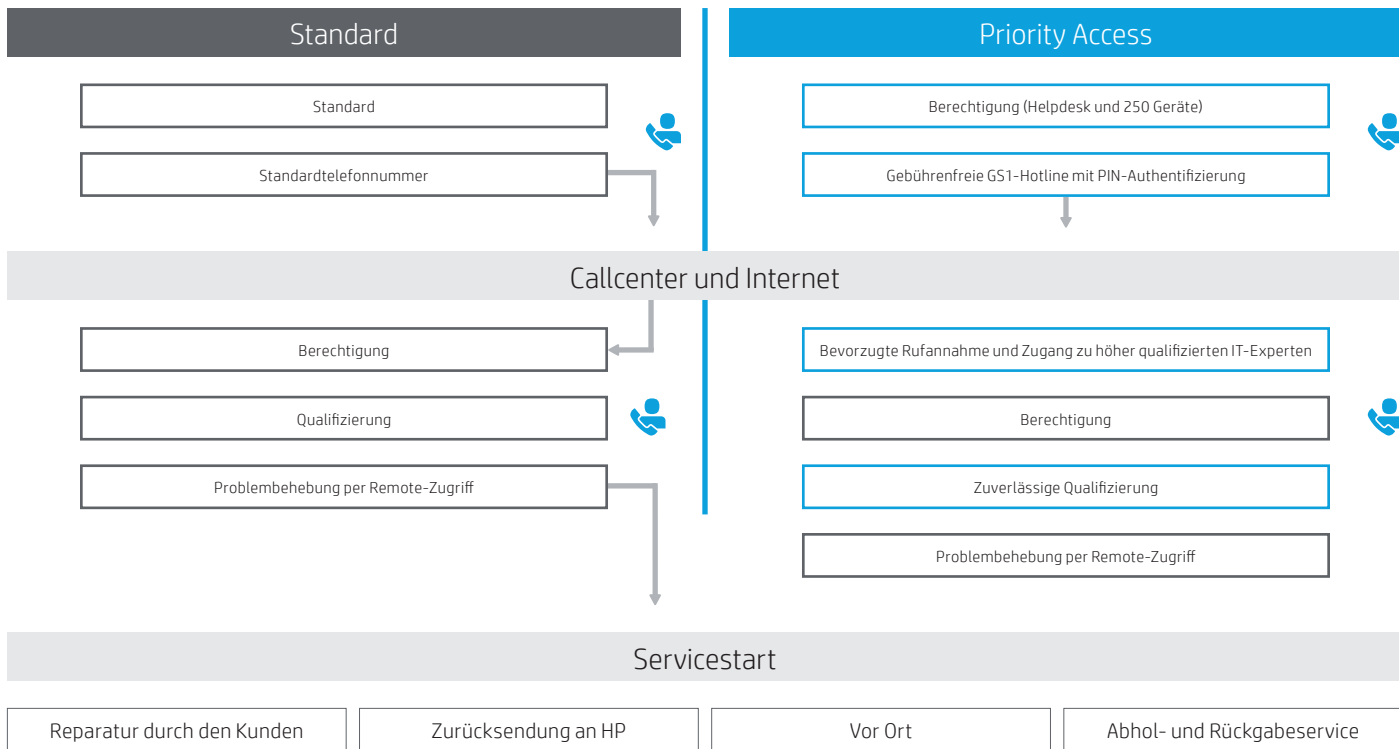 Standard
Priority Access
Standard
Standardtelefonnummer
Berechtigung (Helpdesk und 250 Geräte)
Gebührenfreie GS1-Hotline mit PIN-Authentifizierung
Callcenter und Internet
Berechtigung
Qualifizierung
Problembehebung per Remote-Zugriff
Bevorzugte Rufannahme und Zugang zu höher qualifizierten IT-Experten
Berechtigung
Zuverlässige Qualifizierung
Problembehebung per Remote-Zugriff
Servicestart
Reparatur durch den Kunden
Zurücksendung an HP
Vor Ort
Abhol- und Rückgabeservice